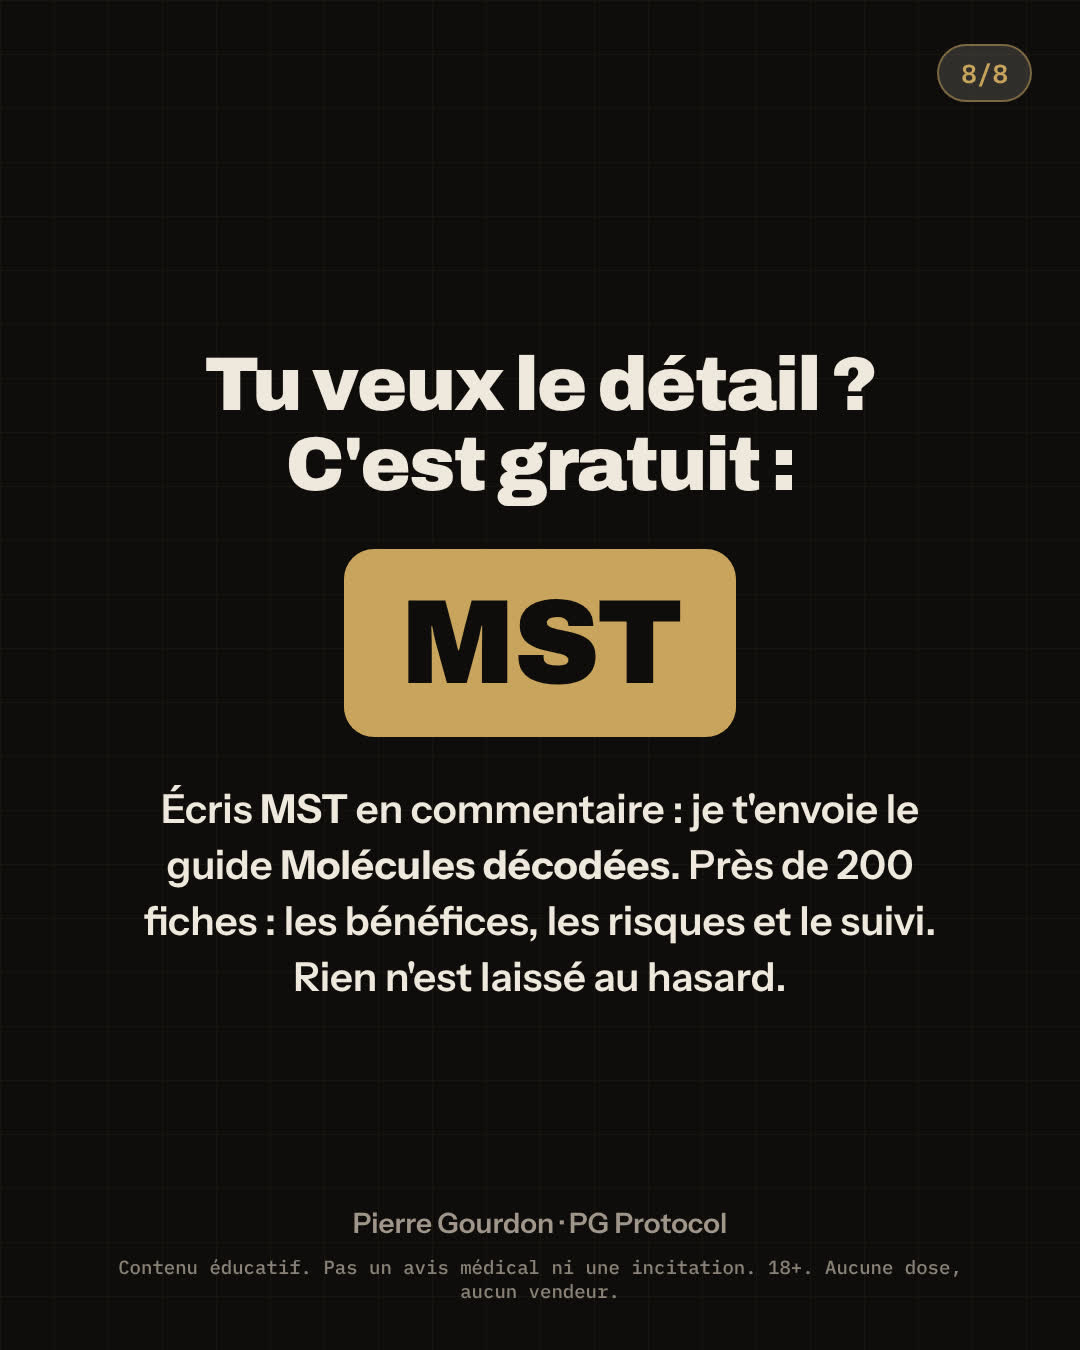 8/8
Tu veux le détail ?
C'est gratuit :
MST
Écris MST en commentaire : je t'envoie le
guide Molécules décodées. Près de 200
fiches : les bénéfices, les risques et le suivi.
Rien n'est laissé au hasard.
Pierre Gourdon · PG Protocol
Contenu éducatif. Pas un avis médical ni une incitation. 18+. Aucune dose,
aucun vendeur.